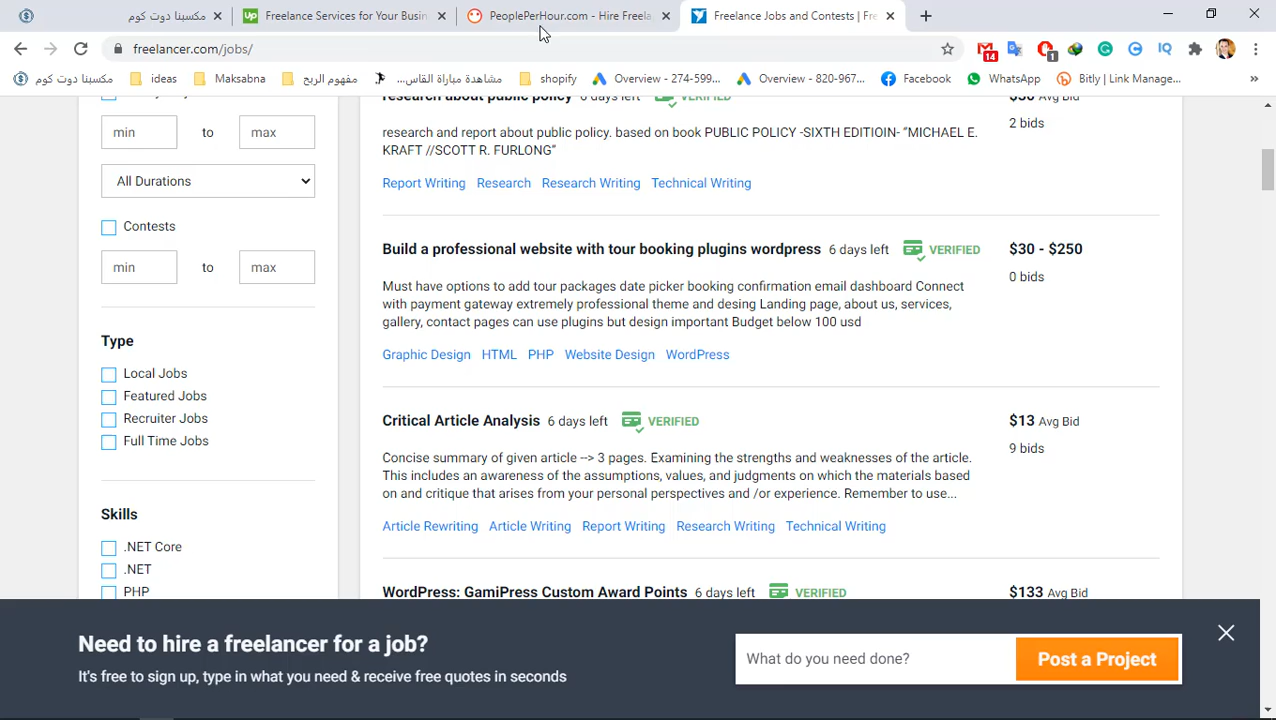 مكسبنا دوت كوم
Freelance Services for Your Busin
PeoplePerHour.com - Hire Freela
Freelance Jobs and Contests | Fre
freelancer.com/jobs/
14
1
IQ
مكسبنا دوت كوم
ideas
Maksabna
مفهوم الربح
مشاهدة مباراة القاس...
shopify
Overview - 274-599...
Overview - 820-967...
Facebook
WhatsApp
Bitly | Link Manage...
»
min to max
All Durations
Contests
min to max
Type
Local Jobs
Featured Jobs
Recruiter Jobs
Full Time Jobs
Skills
.NET Core
.NET
PHP
research about public policy 6 days left VERIFIED
$30 Avg Bid
2 bids
research and report about public policy. based on book PUBLIC POLICY -SIXTH EDITIOIN- “MICHAEL E.
KRAFT //SCOTT R. FURLONG“
Report Writing Research Research Writing Technical Writing
Build a professional website with tour booking plugins wordpress 6 days left VERIFIED
$30 - $250
0 bids
Must have options to add tour packages date picker booking confirmation email dashboard Connect
with payment gateway extremely professional theme and desing Landing page, about us, services,
gallery, contact pages can use plugins but design important Budget below 100 usd
Graphic Design HTML PHP Website Design WordPress
Critical Article Analysis 6 days left VERIFIED
$13 Avg Bid
9 bids
Concise summary of given article --> 3 pages. Examining the strengths and weaknesses of the article.
This includes an awareness of the assumptions, values, and judgments on which the materials based
on and critique that arises from your personal perspectives and /or experience. Remember to use...
Article Rewriting Article Writing Report Writing Research Writing Technical Writing
WordPress: GamiPress Custom Award Points 6 days left VERIFIED
$133 Avg Bid
Need to hire a freelancer for a job?
It's free to sign up, type in what you need & receive free quotes in seconds
What do you need done?
Post a Project